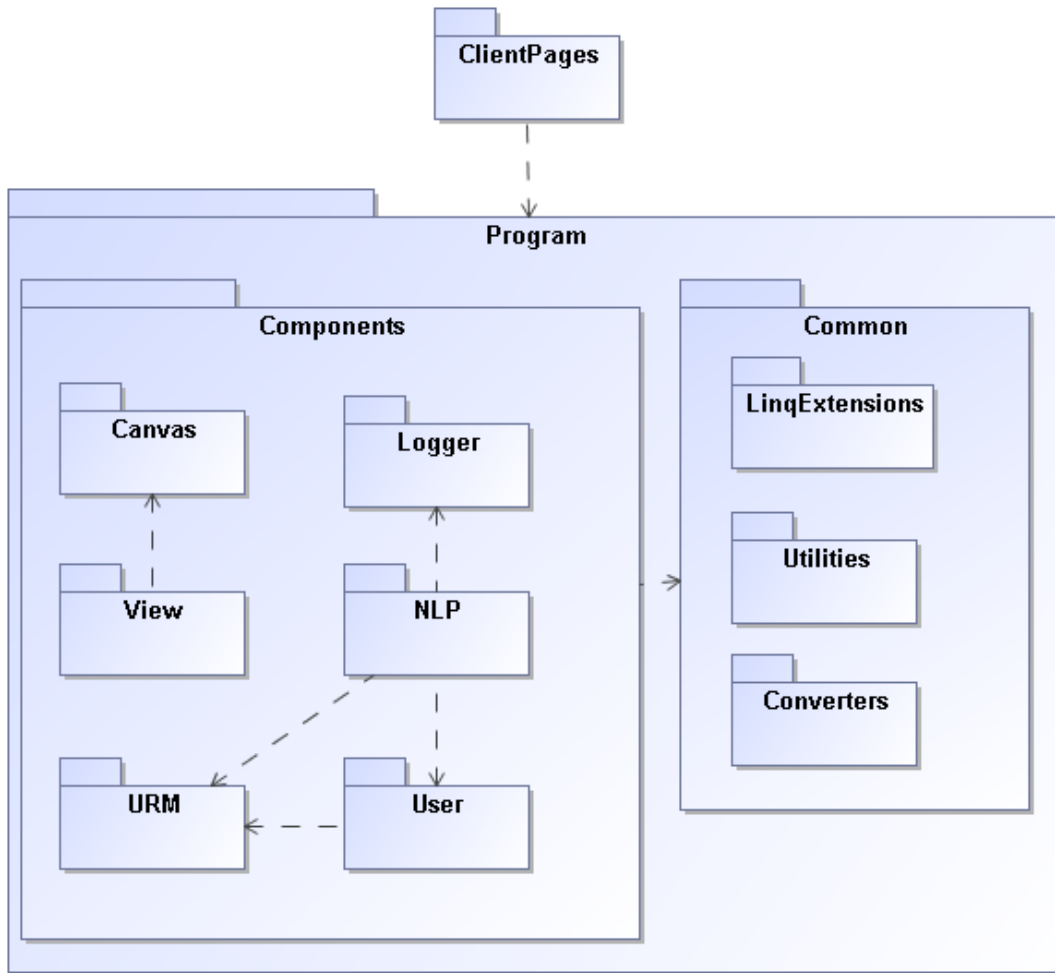 ClientPages
Program
Components
Common
Canvas
Logger
LinqExtensions
View
NLP
Utilities
URM
User
Converters